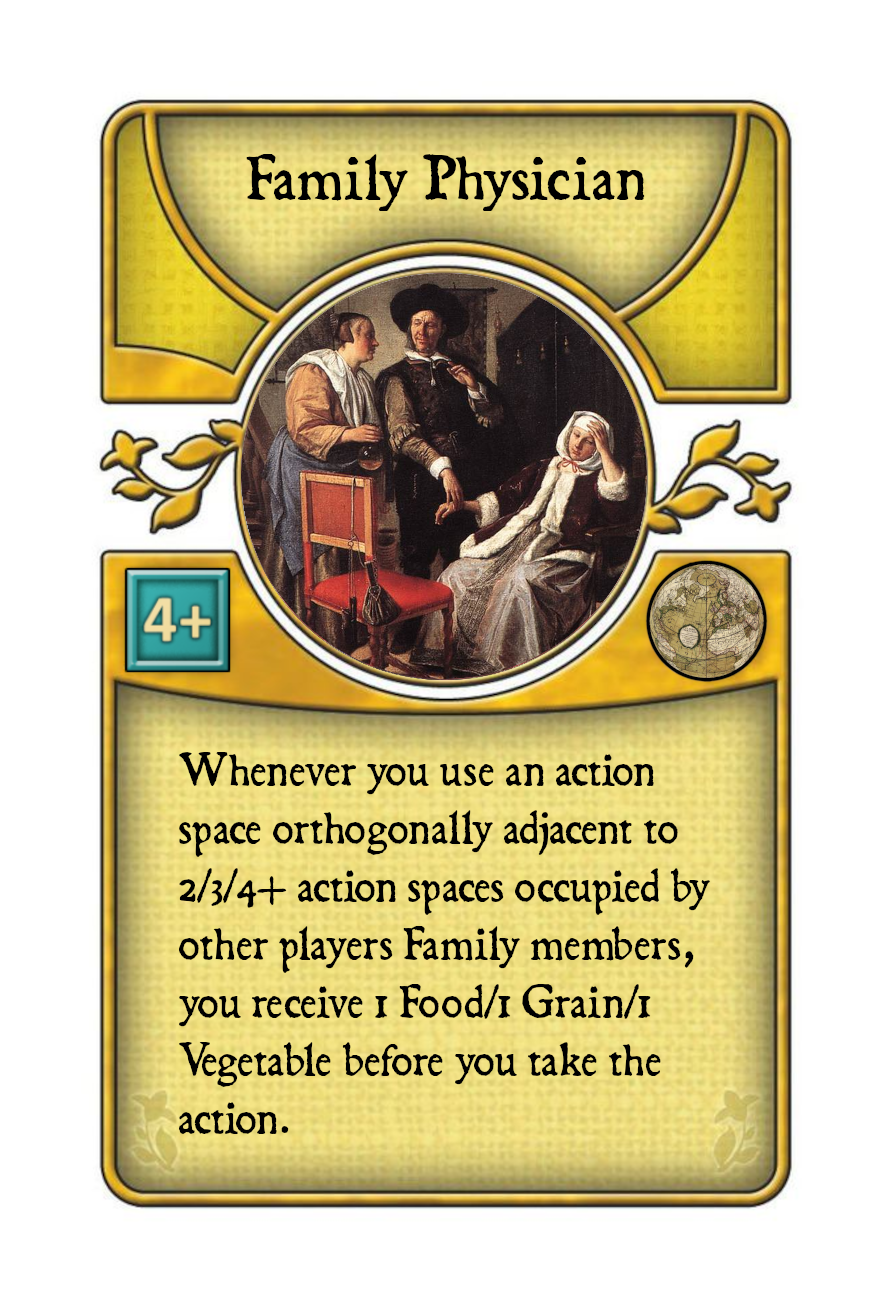 Family Physician
4+
Whenever you use an action
space orthogonally adjacent to
2/3/4+ action spaces occupied by
other players Family members,
you receive 1 Food/1 Grain/1
Vegetable before you take the
action.